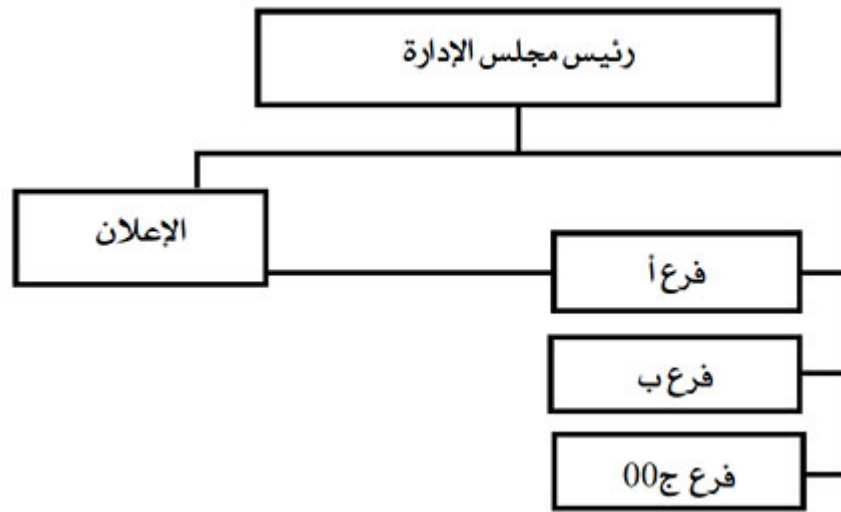 رئيس مجلس الإدارة
الإعلان
فرع أ
فرع ب
فرع ج00